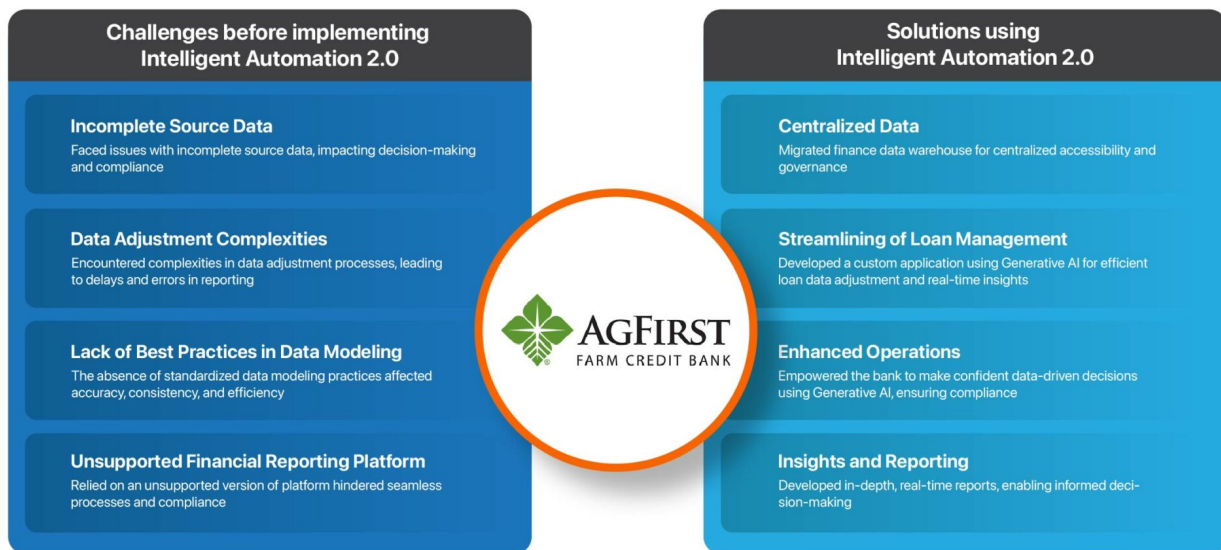 Challenges before implementing
Intelligent Automation 2.0
Incomplete Source Data
Faced issues with incomplete source data, impacting decision-making
and compliance
Data Adjustment Complexities
Encountered complexities in data adjustment processes, leading
to delays and errors in reporting
Lack of Best Practices in Data Modeling
The absence of standardized data modeling practices affected
accuracy, consistency, and efficiency
Unsupported Financial Reporting Platform
Relied on an unsupported version of platform hindered seamless
processes and compliance
AGFIRST
FARM CREDIT BANK
®
Solutions using
Intelligent Automation 2.0
Centralized Data
Migrated finance data warehouse for centralized accessibility and
governance
Streamlining of Loan Management
Developed a custom application using Generative AI for efficient
loan data adjustment and real-time insights
Enhanced Operations
Empowered the bank to make confident data-driven decisions
using Generative AI, ensuring compliance
Insights and Reporting
Developed in-depth, real-time reports, enabling informed deci-
sion-making